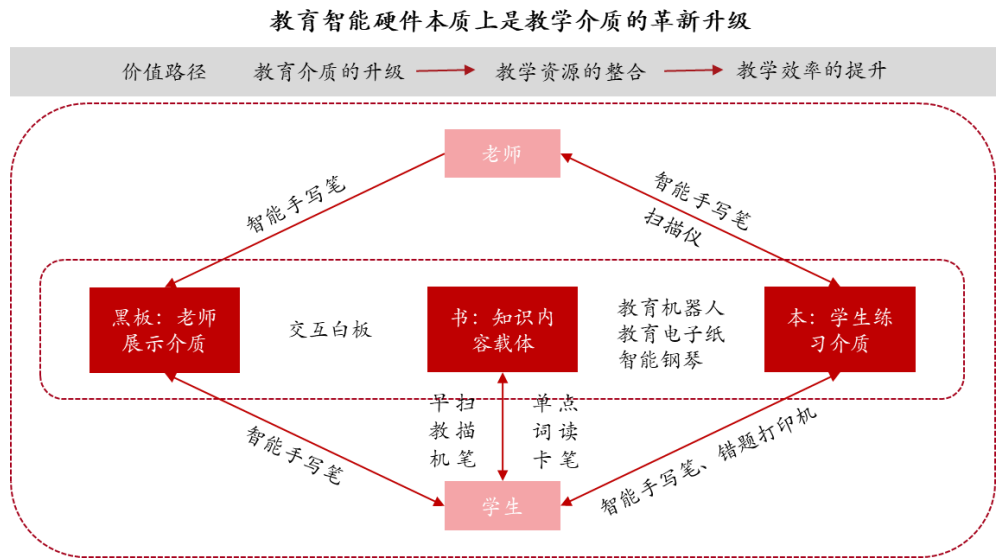 教育智能硬件本质上是教学介质的革新升级
价值路径 教育介质的升级 教学资源的整合 教学效率的提升
老师
智能手写笔
智能手写笔
扫描仪
黑板：老师
展示介质
交互白板
书：知识内
容载体
教育机器人
教育电子纸
智能钢琴
本：学生练
习介质
智能手写笔
早教机
扫描笔
单词卡
点读笔
智能手写笔、错题打印机
学生